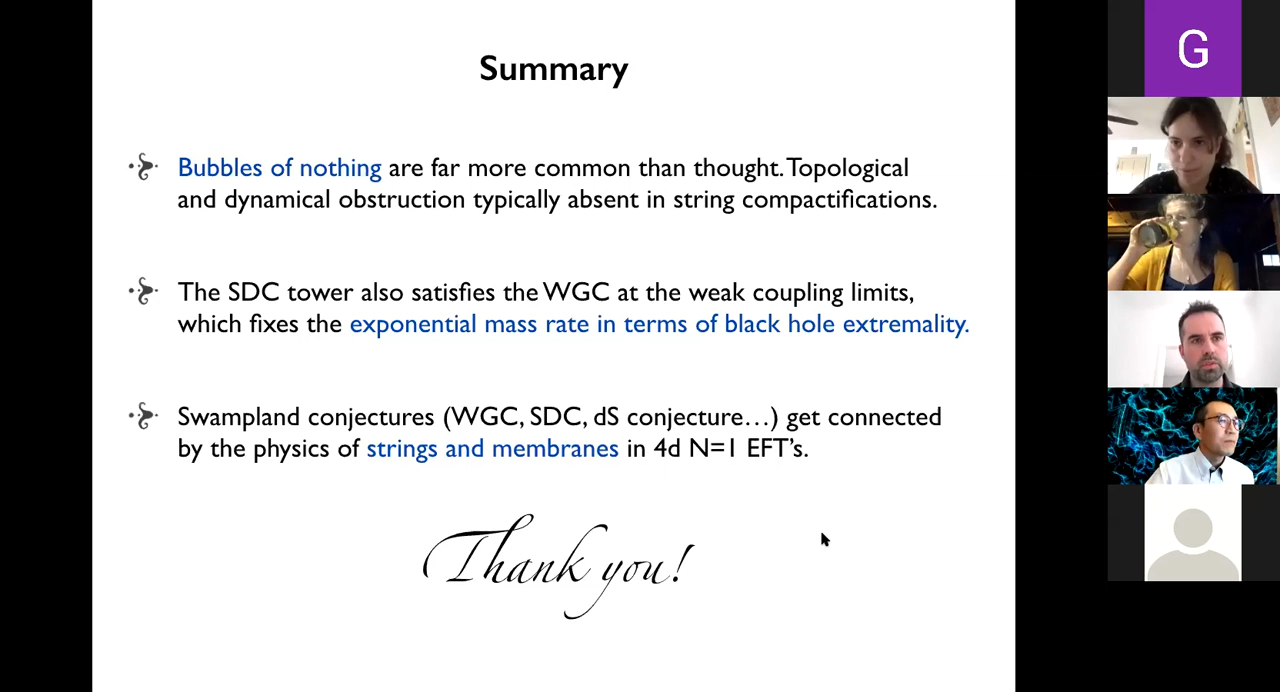 Summary
Bubbles of nothing are far more common than thought. Topological
and dynamical obstruction typically absent in string compactifications.
The SDC tower also satisfies the WGC at the weak coupling limits,
which fixes the exponential mass rate in terms of black hole extremality.
Swampland conjectures (WGC, SDC, dS conjecture...) get connected
by the physics of strings and membranes in 4d N=1 EFT's.
Thank you!
G